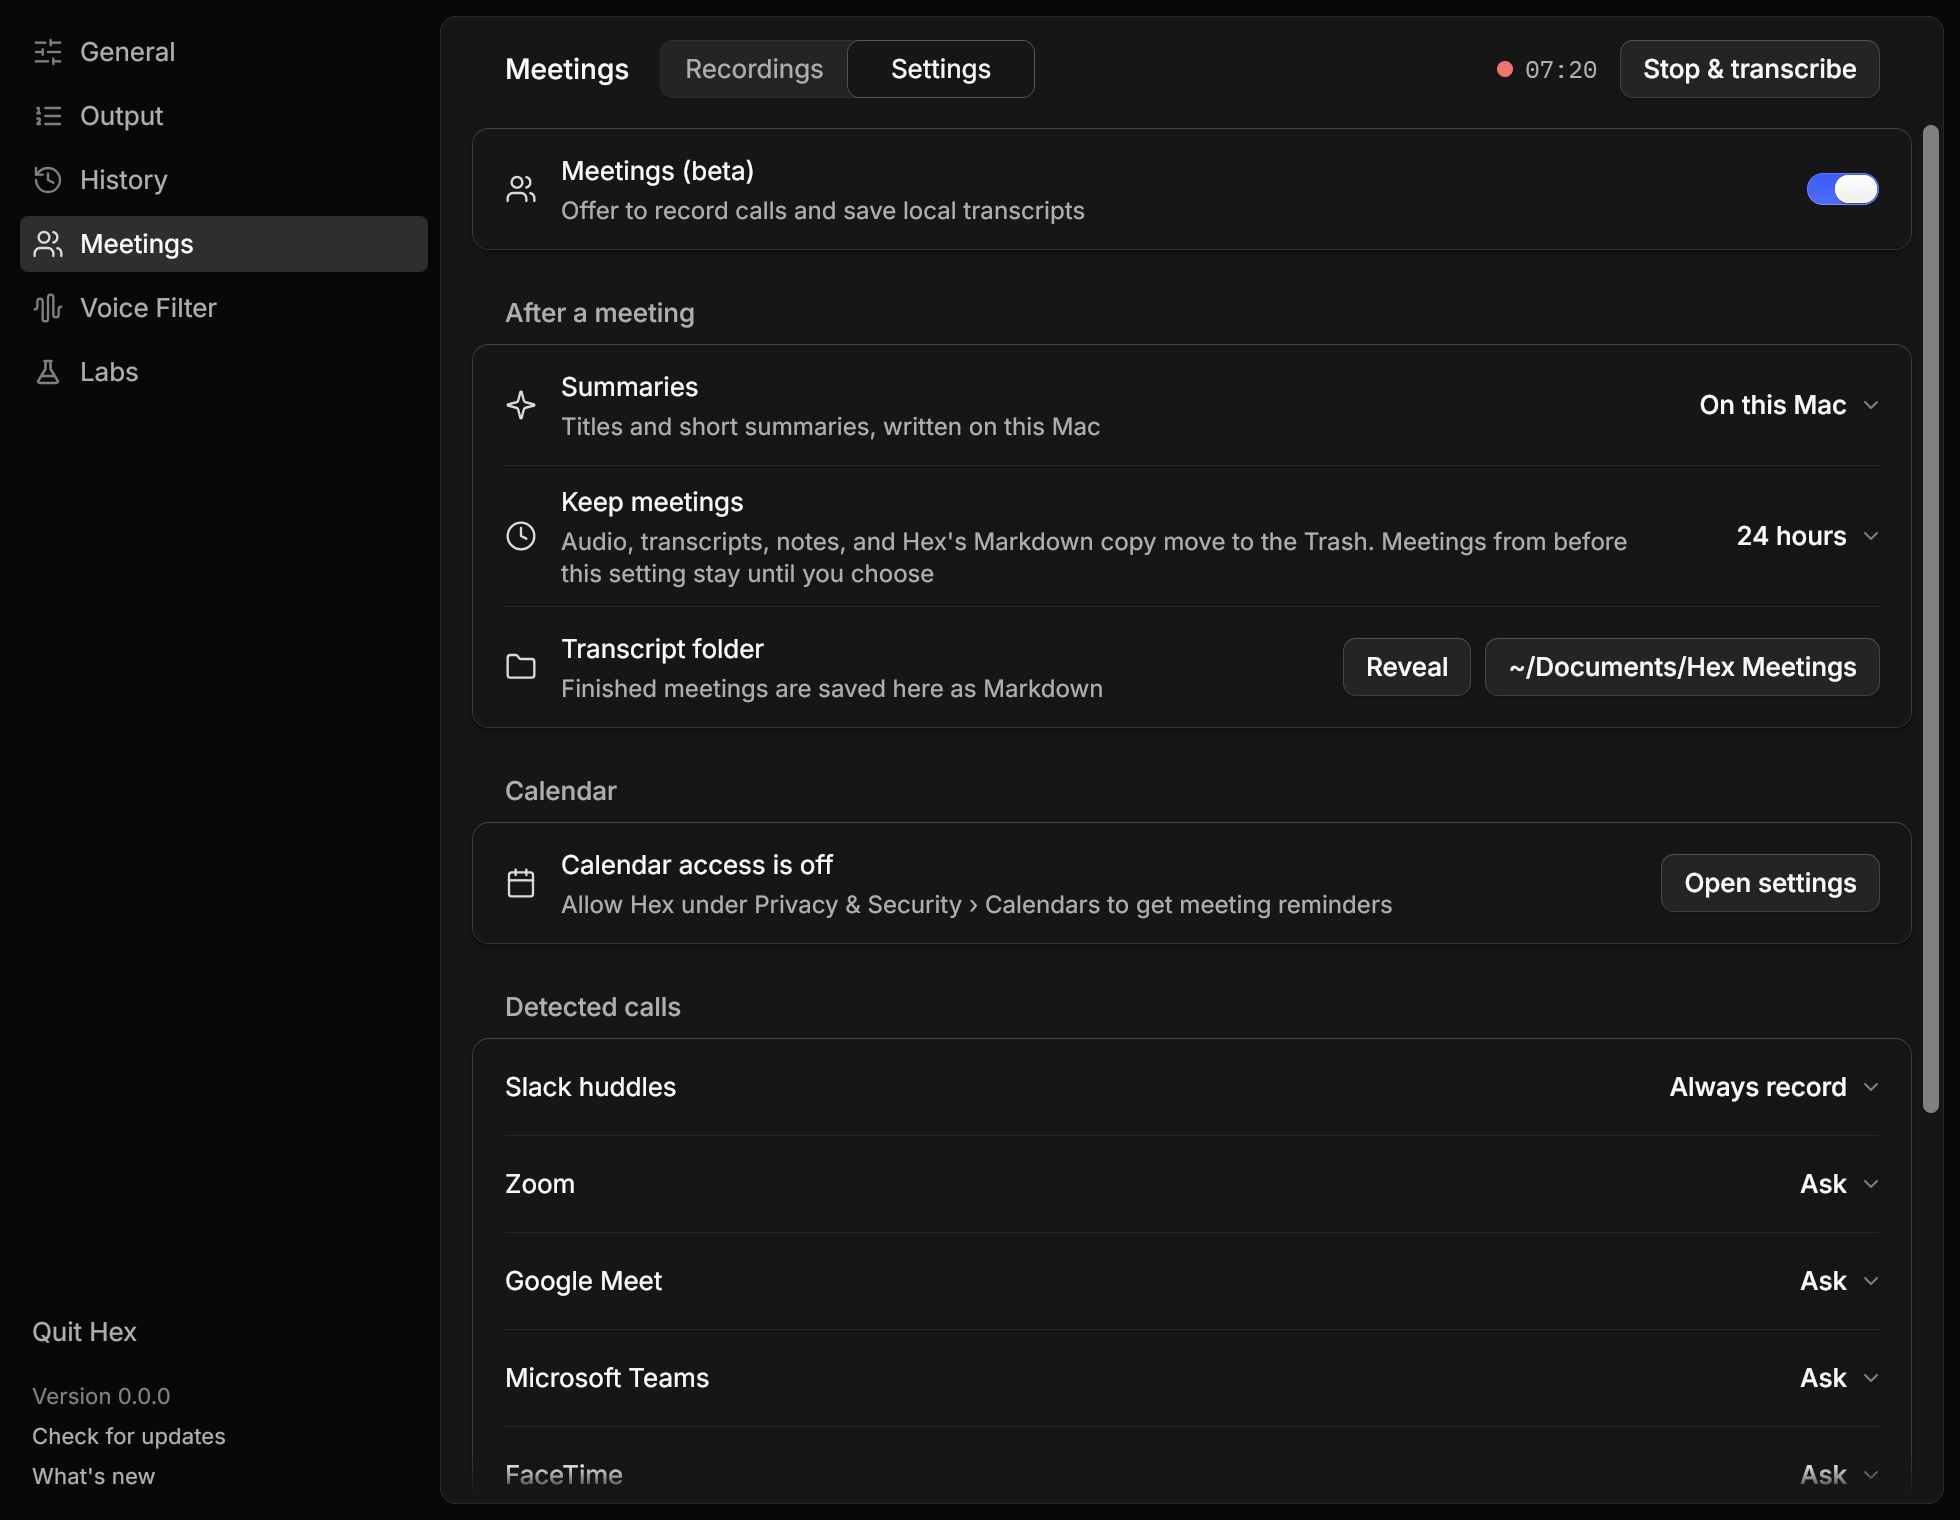 General
Output
History
Meetings
Voice Filter
Labs
Quit Hex
Version 0.0.0
Check for updates
What's new
Meetings
Recordings
Settings
07:20
Stop & transcribe
Meetings (beta)
Offer to record calls and save local transcripts
After a meeting
Summaries
Titles and short summaries, written on this Mac
On this Mac
Keep meetings
Audio, transcripts, notes, and Hex's Markdown copy move to the Trash. Meetings from before
this setting stay until you choose
24 hours
Transcript folder
Finished meetings are saved here as Markdown
Reveal
~/Documents/Hex Meetings
Calendar
Calendar access is off
Allow Hex under Privacy & Security › Calendars to get meeting reminders
Open settings
Detected calls
Slack huddles
Always record
Zoom
Ask
Google Meet
Ask
Microsoft Teams
Ask
FaceTime
Ask